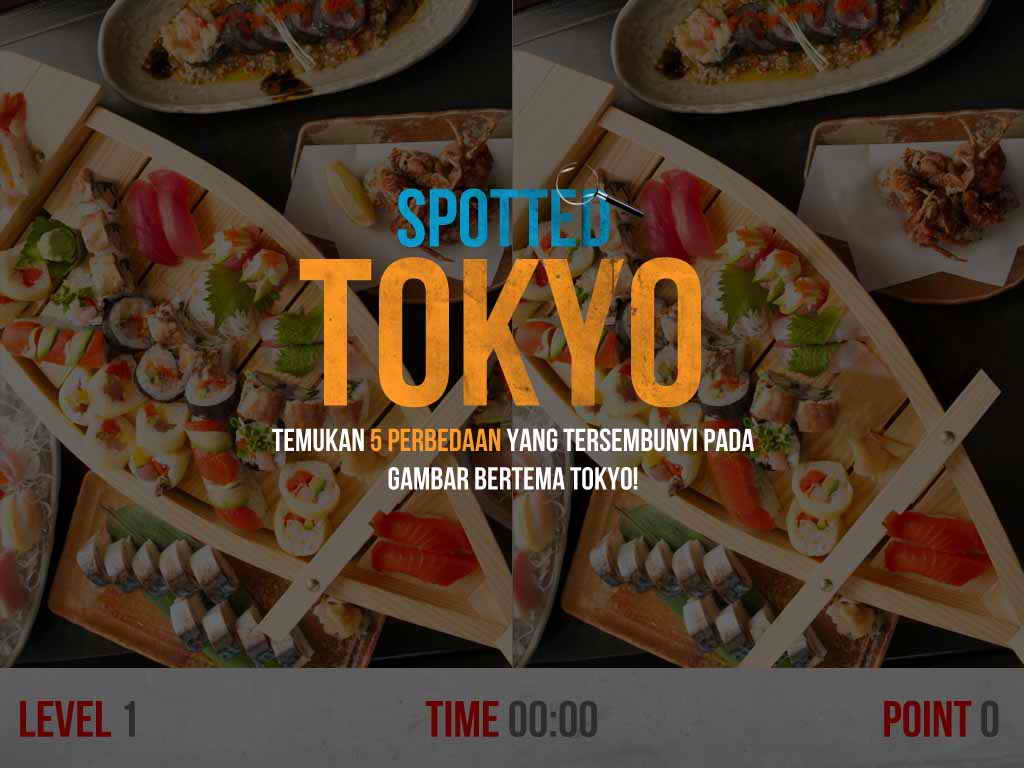 SPOTTED
TOKYO
TEMUKAN 5 PERBEDAAN YANG TERSEMBUNYI PADA
GAMBAR BERTEMA TOKYO!
LEVEL 1
TIME 00:00
POINT 0